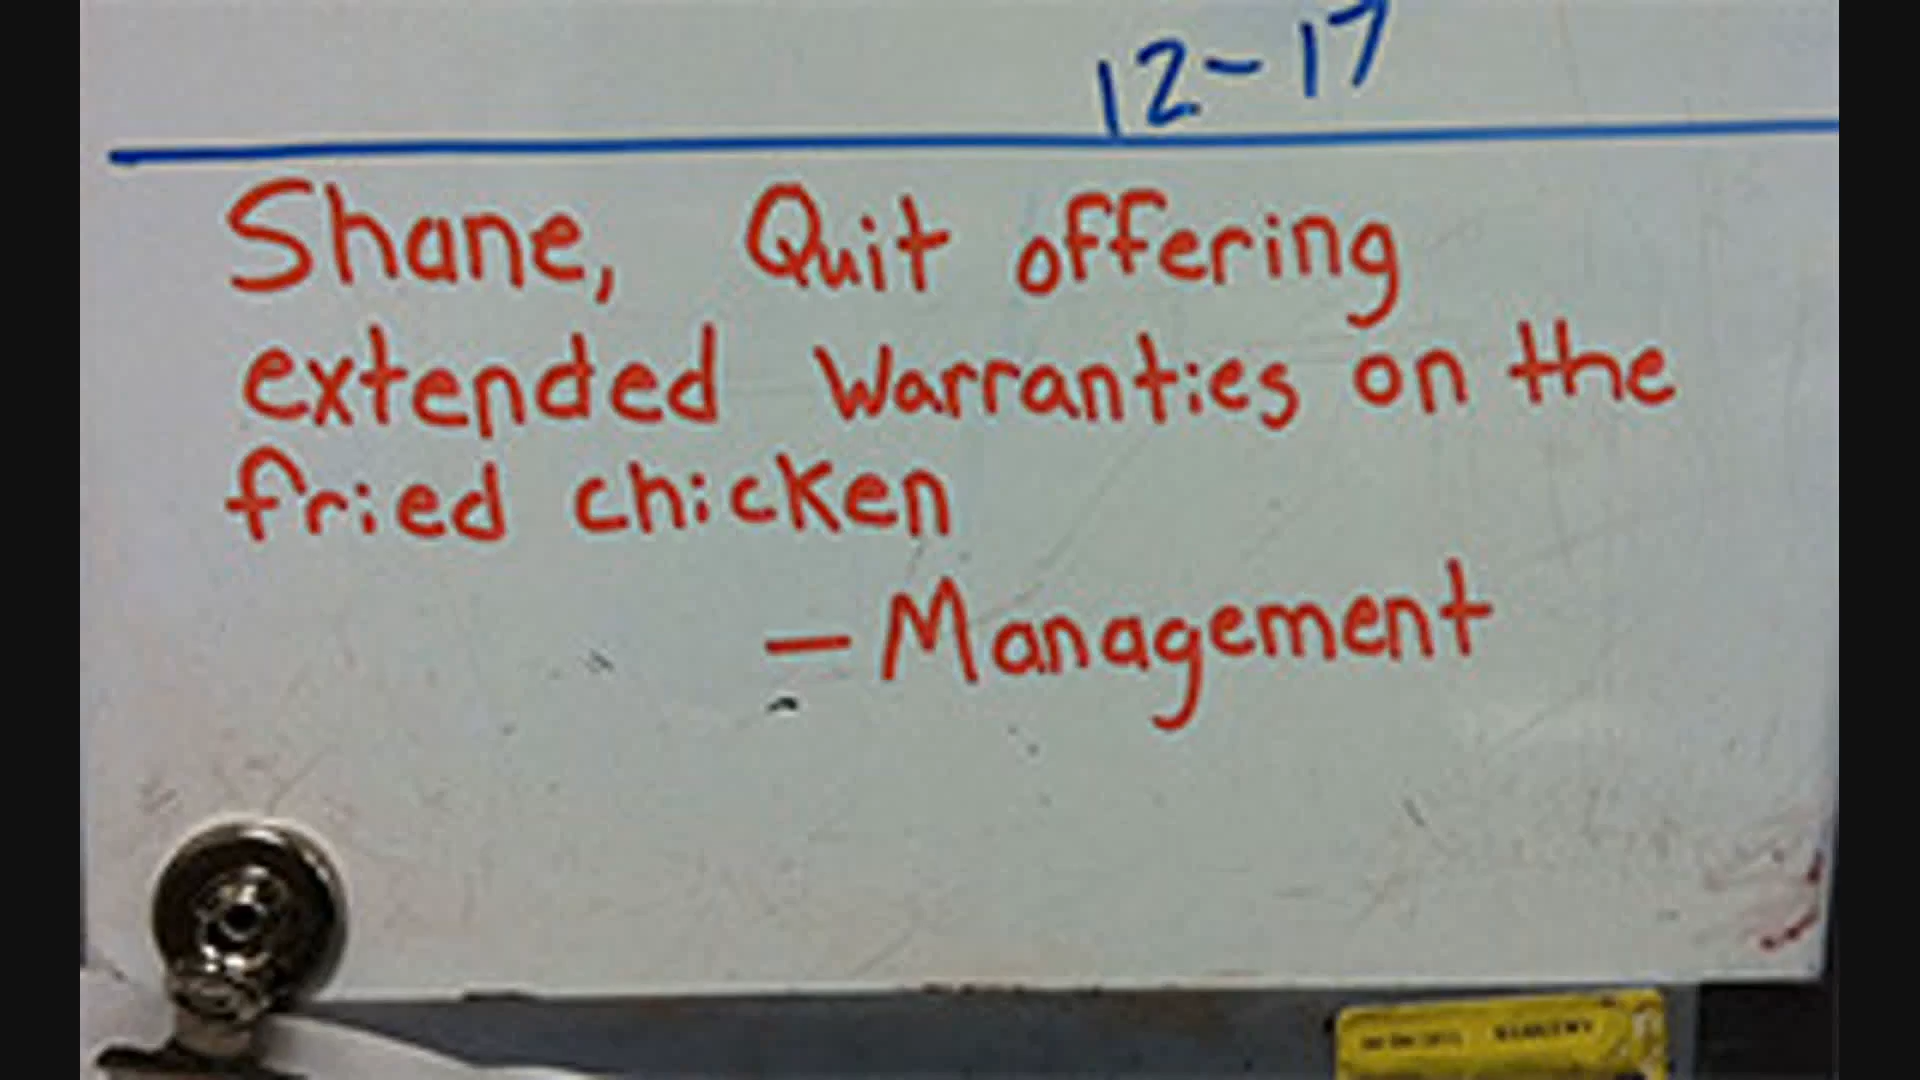 12-17
Shane, Quit offering
extended warranties on the
fried chicken
- Management